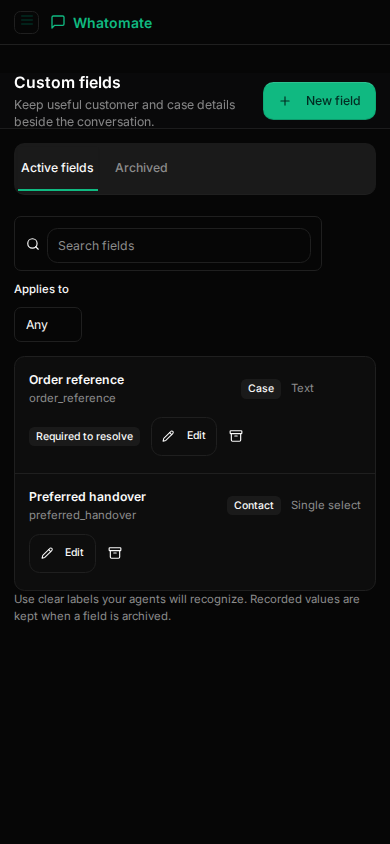 Whatomate
Custom fields
Keep useful customer and case details
beside the conversation.
New field
Active fields
Archived
Search fields
Applies to
Any
Order reference
order_reference
Case
Text
Required to resolve
Edit
Preferred handover
preferred_handover
Contact
Single select
Edit
Use clear labels your agents will recognize. Recorded values are
kept when a field is archived.